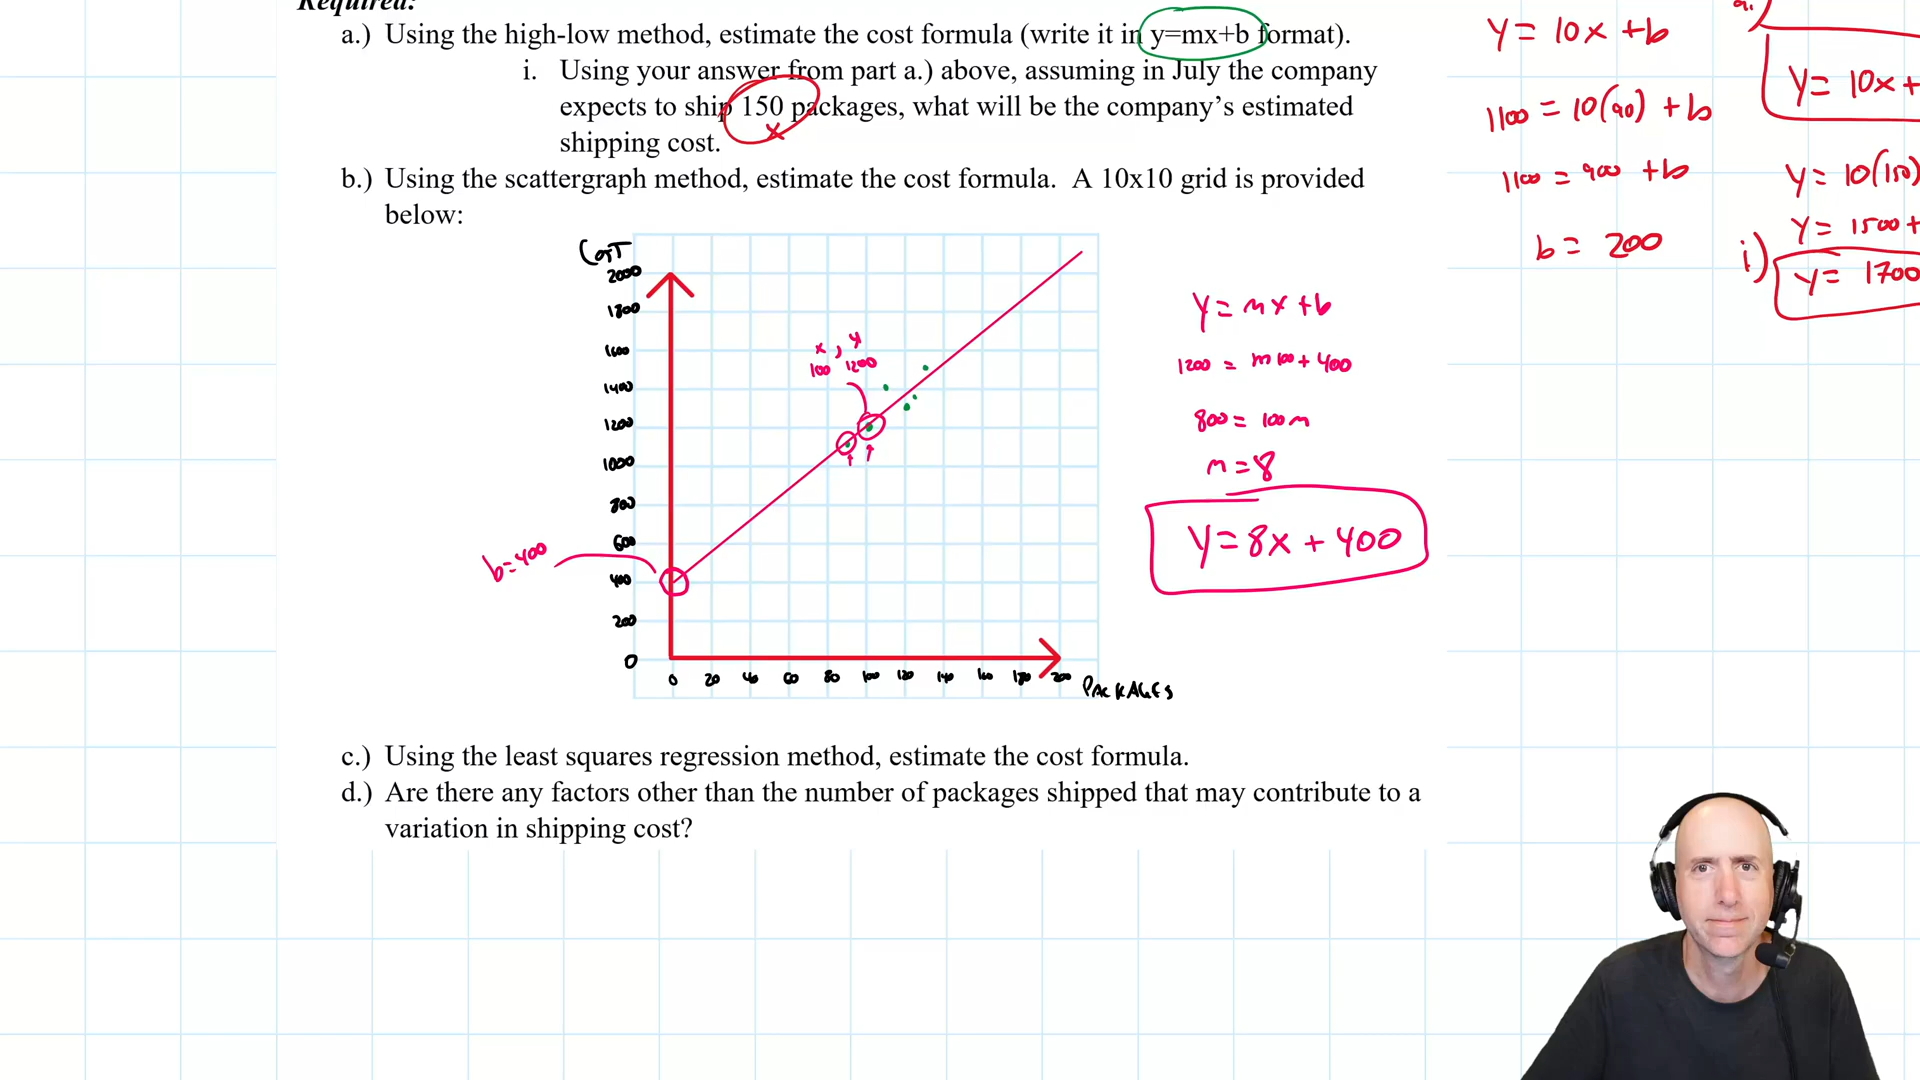 Required:
a.) Using the high-low method, estimate the cost formula (write it in y=mx+b format).
i. Using your answer from part a.) above, assuming in July the company
expects to ship 150 packages, what will be the company's estimated
x
shipping cost.
b.) Using the scattergraph method, estimate the cost formula. A 10x10 grid is provided
below:
COST
2000
1800
1600
1400
1200
1000
800
600
400
200
0
0 20 40 60 80 100 120 140 160 180 200
PACKAGES
x , y
100 1200
b=400
y = mx + b
1200 = m100 + 400
800 = 100m
m = 8
y = 8x + 400
c.) Using the least squares regression method, estimate the cost formula.
d.) Are there any factors other than the number of packages shipped that may contribute to a
variation in shipping cost?
y = 10x + b
1100 = 10(90) + b
1100 = 900 + b
b = 200
a.)
y = 10x +
y = 10(150)
y = 1500 +
i) y = 1700